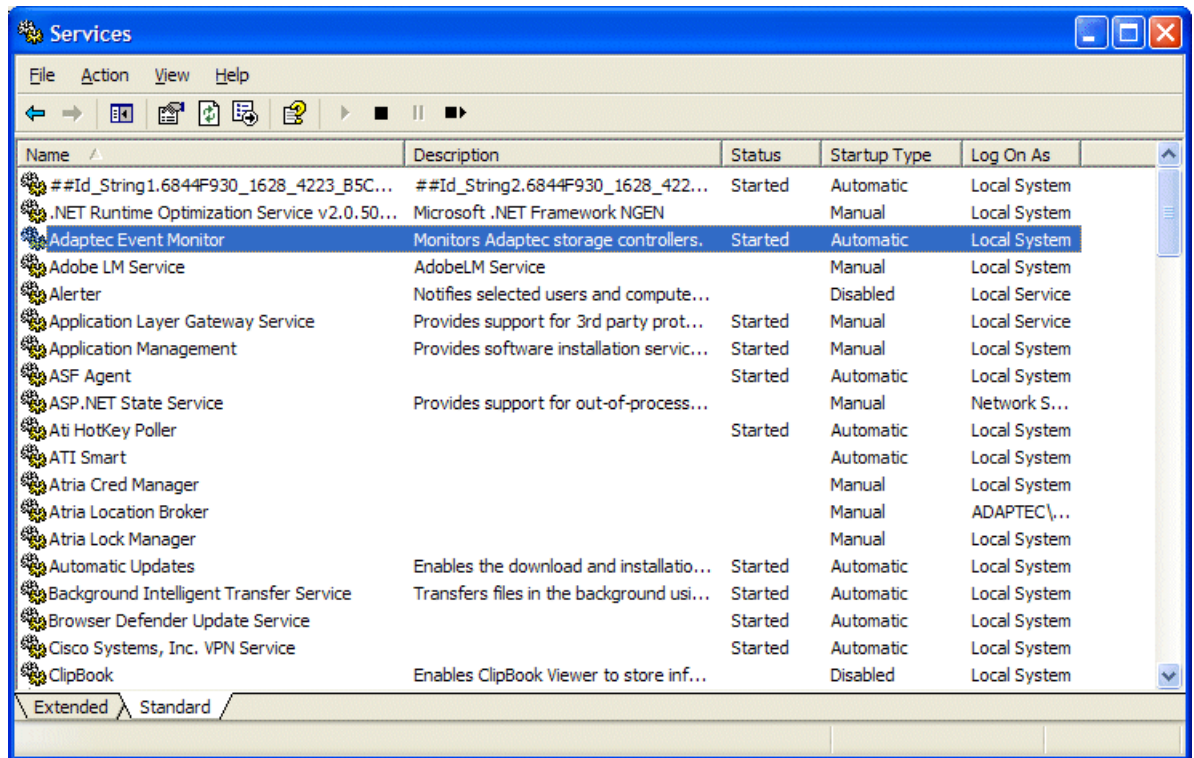 Services
File Action View Help
Name Description Status Startup Type Log On As
##Id_String1.6844F930_1628_4223_B5C... ##Id_String2.6844F930_1628_422... Started Automatic Local System
.NET Runtime Optimization Service v2.0.50... Microsoft .NET Framework NGEN Manual Local System
Adaptec Event Monitor Monitors Adaptec storage controllers. Started Automatic Local System
Adobe LM Service AdobeLM Service Manual Local System
Alerter Notifies selected users and compute... Disabled Local Service
Application Layer Gateway Service Provides support for 3rd party prot... Started Manual Local Service
Application Management Provides software installation servic... Started Manual Local System
ASF Agent Started Automatic Local System
ASP.NET State Service Provides support for out-of-process... Manual Network S...
Ati HotKey Poller Started Automatic Local System
ATI Smart Automatic Local System
Atria Cred Manager Manual Local System
Atria Location Broker Manual ADAPTEC\...
Atria Lock Manager Manual Local System
Automatic Updates Enables the download and installatio... Started Automatic Local System
Background Intelligent Transfer Service Transfers files in the background usi... Started Automatic Local System
Browser Defender Update Service Started Automatic Local System
Cisco Systems, Inc. VPN Service Started Automatic Local System
ClipBook Enables ClipBook Viewer to store inf... Disabled Local System
Extended Standard